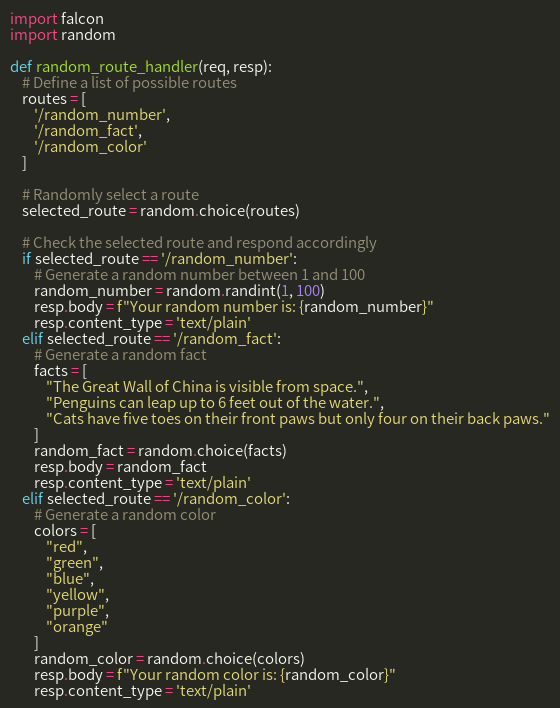 import falcon
import random

def random_route_handler(req, resp):
    # Define a list of possible routes
    routes = [
        '/random_number',
        '/random_fact',
        '/random_color'
    ]

    # Randomly select a route
    selected_route = random.choice(routes)

    # Check the selected route and respond accordingly
    if selected_route == '/random_number':
        # Generate a random number between 1 and 100
        random_number = random.randint(1, 100)
        resp.body = f"Your random number is: {random_number}"
        resp.content_type = 'text/plain'
    elif selected_route == '/random_fact':
        # Generate a random fact
        facts = [
            "The Great Wall of China is visible from space.",
            "Penguins can leap up to 6 feet out of the water.",
            "Cats have five toes on their front paws but only four on their back paws."
        ]
        random_fact = random.choice(facts)
        resp.body = random_fact
        resp.content_type = 'text/plain'
    elif selected_route == '/random_color':
        # Generate a random color
        colors = [
            "red",
            "green",
            "blue",
            "yellow",
            "purple",
            "orange"
        ]
        random_color = random.choice(colors)
        resp.body = f"Your random color is: {random_color}"
        resp.content_type = 'text/plain'